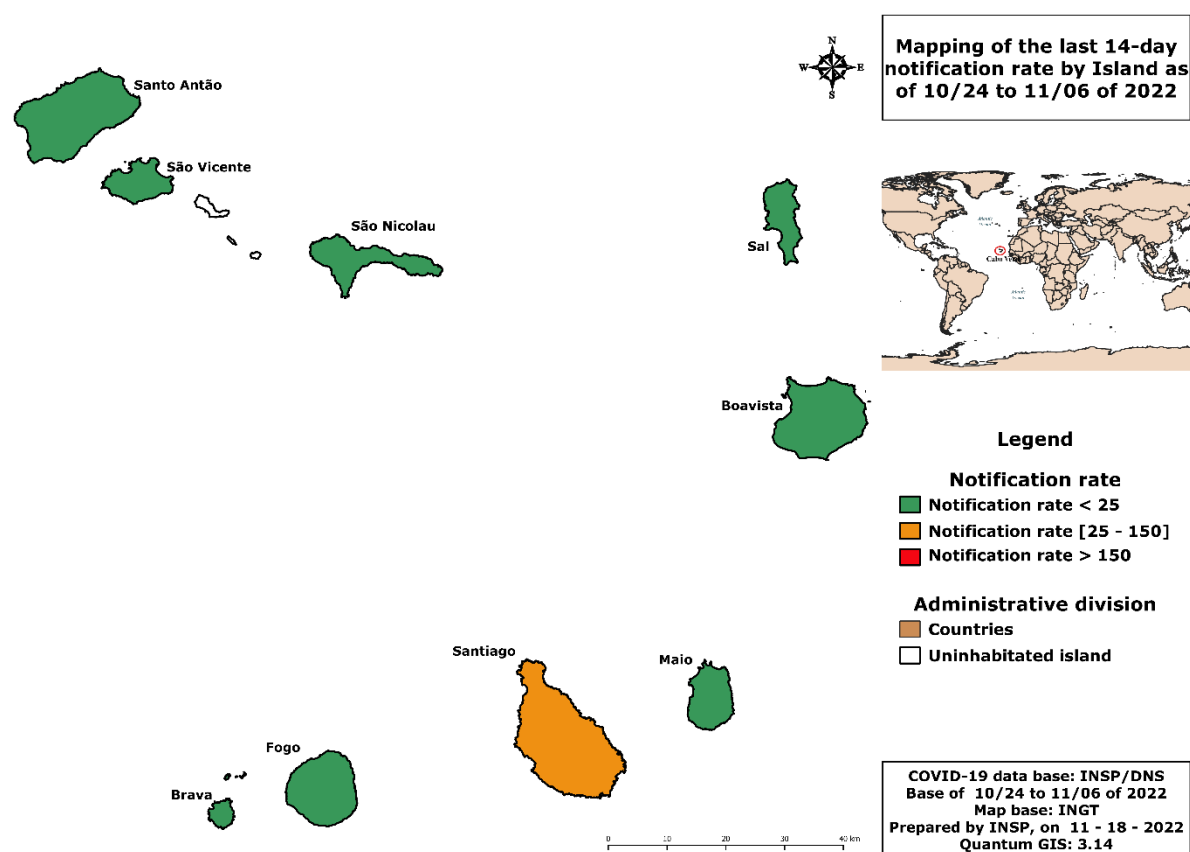 Mapping of the last 14-day
notification rate by Island as
of 10/24 to 11/06 of 2022
N
W
E
S
Santo Antão
São Vicente
São Nicolau
Sal
Boavista
Santiago
Maio
Fogo
Brava
Legend
Notification rate
Notification rate < 25
Notification rate [25 - 150]
Notification rate > 150
Administrative division
Countries
Uninhabitated island
COVID-19 data base: INSP/DNS
Base of 10/24 to 11/06 of 2022
Map base: INGT
Prepared by INSP, on 11 - 18 - 2022
Quantum GIS: 3.14
0 10 20 30 40 km